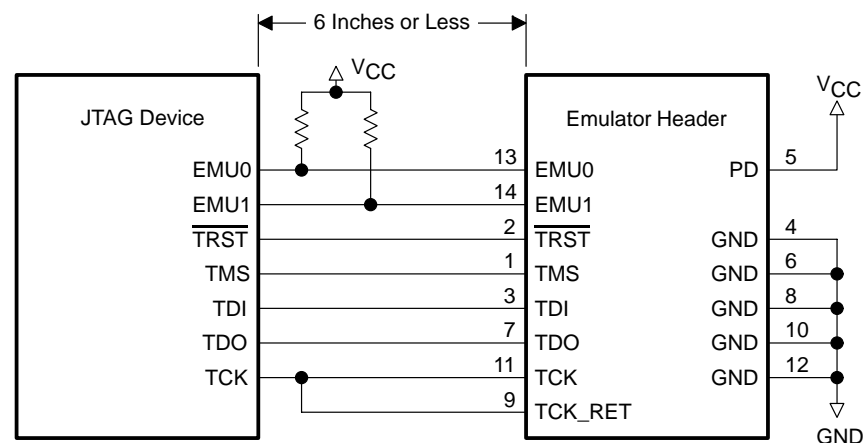 6 Inches or Less
VCC
JTAG Device
Emulator Header
VCC
EMU0 13 EMU0 PD 5
EMU1 14 EMU1
TRST 2 TRST GND 4
TMS 1 TMS GND 6
TDI 3 TDI GND 8
TDO 7 TDO GND 10
TCK 11 TCK GND 12
9 TCK_RET
GND